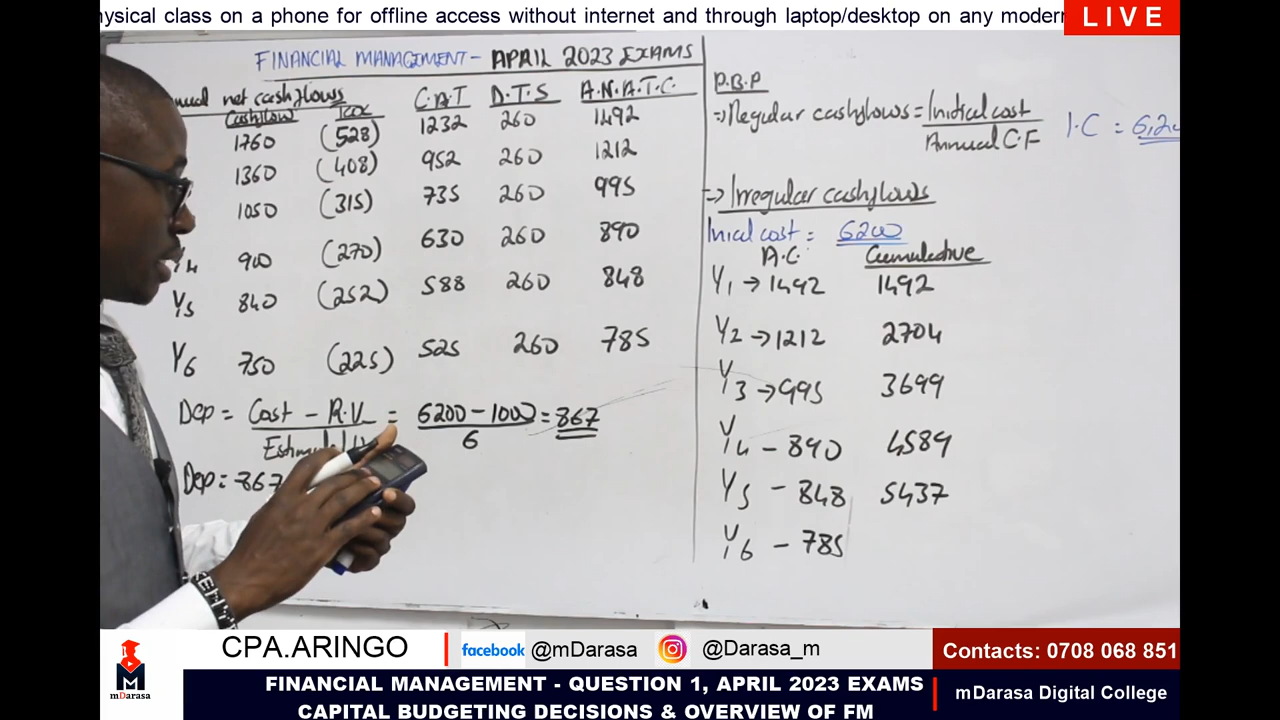 hysical class on a phone for offline access without internet and through laptop/desktop on any modern
LIVE
FINANCIAL MANAGEMENT - APRIL 2023 EXAMS
net cashflows
Cashflow Tax C.A.T D.T.S A.N.A.T.C.
1760 (528) 1232 260 1492
1360 (408) 952 260 1212
1050 (315) 735 260 995
900 (270) 630 260 890
Y5 840 (252) 588 260 848
Y6 750 (225) 525 260 785
Dep = Cost - R.V = 6200 - 1000 = 867
6
Dep = 867
P.B.P
=> Regular cashflows = Initial cost
Annual C.F
I.C =
=> Irregular cashflows
Inical cost = 6200
A.C. Cumulative
Y1 → 1492 1492
Y2 → 1212 2704
Y3 → 995 3699
Y4 - 890 4589
Y5 - 848 5437
Y6 - 785
mDarasa
CPA.ARINGO
facebook @mDarasa
@Darasa_m
Contacts: 0708 068 851
FINANCIAL MANAGEMENT - QUESTION 1, APRIL 2023 EXAMS
CAPITAL BUDGETING DECISIONS & OVERVIEW OF FM
mDarasa Digital College